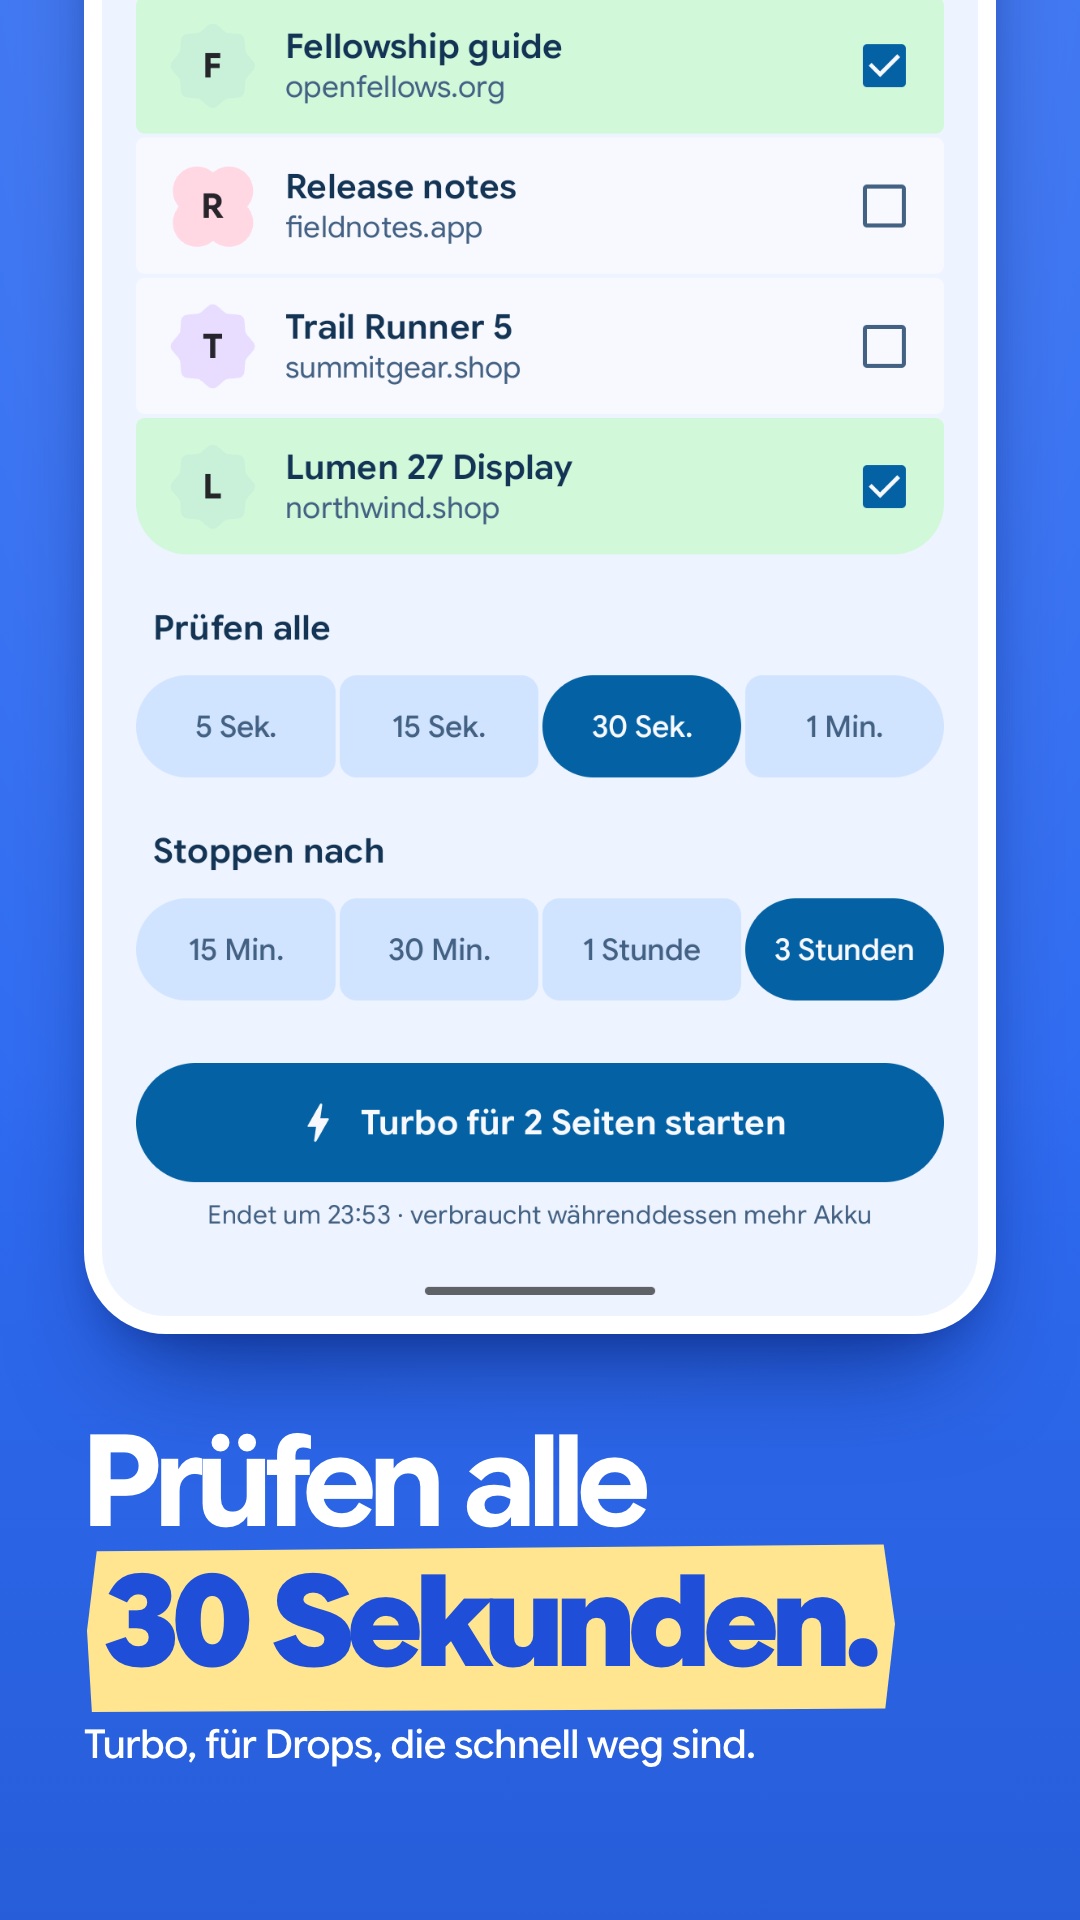 F
Fellowship guide
openfellows.org
R
Release notes
fieldnotes.app
T
Trail Runner 5
summitgear.shop
L
Lumen 27 Display
northwind.shop
Prüfen alle
5 Sek.
15 Sek.
30 Sek.
1 Min.
Stoppen nach
15 Min.
30 Min.
1 Stunde
3 Stunden
Turbo für 2 Seiten starten
Endet um 23:53 · verbraucht währenddessen mehr Akku
Prüfen alle
30 Sekunden.
Turbo, für Drops, die schnell weg sind.